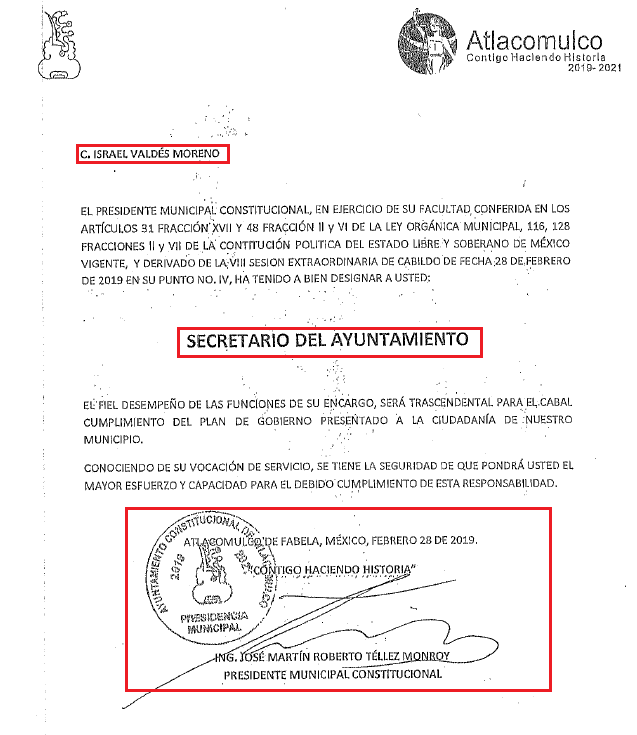 Atlacomulco
Contigo Haciendo Historia
2019-2021
C. ISRAEL VALDÉS MORENO
EL PRESIDENTE MUNICIPAL CONSTITUCIONAL, EN EJERCICIO DE SU FACULTAD CONFERIDA EN LOS
ARTÍCULOS 31 FRACCIÓN XVII Y 48 FRACCIÓN II y VI DE LA LEY ORGÁNICA MUNICIPAL, 116, 128
FRACCIONES II y VII DE LA CONTITUCIÓN POLITICA DEL ESTADO LIBRE Y SOBERANO DE MÉXICO
VIGENTE, Y DERIVADO DE LA VIII SESION EXTRAORDINARIA DE CABILDO DE FECHA 28 DE FEBRERO
DE 2019 EN SU PUNTO NO. IV, HA TENIDO A BIEN DESIGNAR A USTED:
SECRETARIO DEL AYUNTAMIENTO
EL FIEL DESEMPEÑO DE LAS FUNCIONES DE SU ENCARGO, SERÁ TRASCENDENTAL PARA EL CABAL
CUMPLIMIENTO DEL PLAN DE GOBIERNO PRESENTADO A LA CIUDADANÍA DE NUESTRO
MUNICIPIO.
CONOCIENDO DE SU VOCACIÓN DE SERVICIO, SE TIENE LA SEGURIDAD DE QUE PONDRÁ USTED EL
MAYOR ESFUERZO Y CAPACIDAD PARA EL DEBIDO CUMPLIMIENTO DE ESTA RESPONSABILIDAD.
ATLACOMULCO DE FABELA, MÉXICO, FEBRERO 28 DE 2019.
"CONTIGO HACIENDO HISTORIA"
AYUNTAMIENTO CONSTITUCIONAL DE ATLACOMULCO
2019
PRESIDENCIA
MUNICIPAL
ING. JOSÉ MARTÍN ROBERTO TÉLLEZ MONROY
PRESIDENTE MUNICIPAL CONSTITUCIONAL